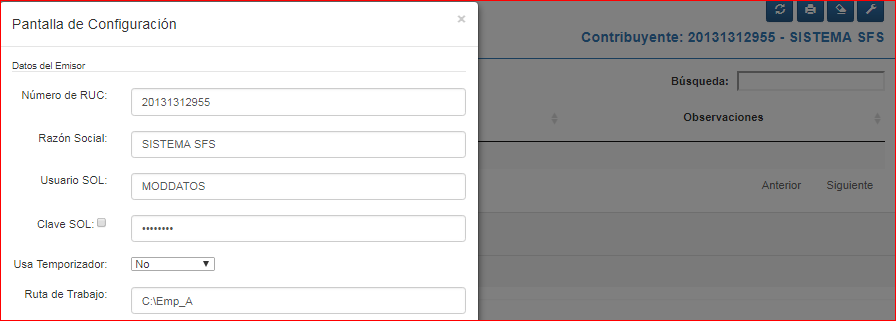 Pantalla de Configuración ×
Contribuyente: 20131312955 - SISTEMA SFS
Datos del Emisor
Búsqueda:
Número de RUC: 20131312955
Observaciones
Razón Social: SISTEMA SFS
Usuario SOL: MODDATOS
Anterior Siguiente
Clave SOL: ••••••••
Usa Temporizador: No
Ruta de Trabajo: C:\Emp_A